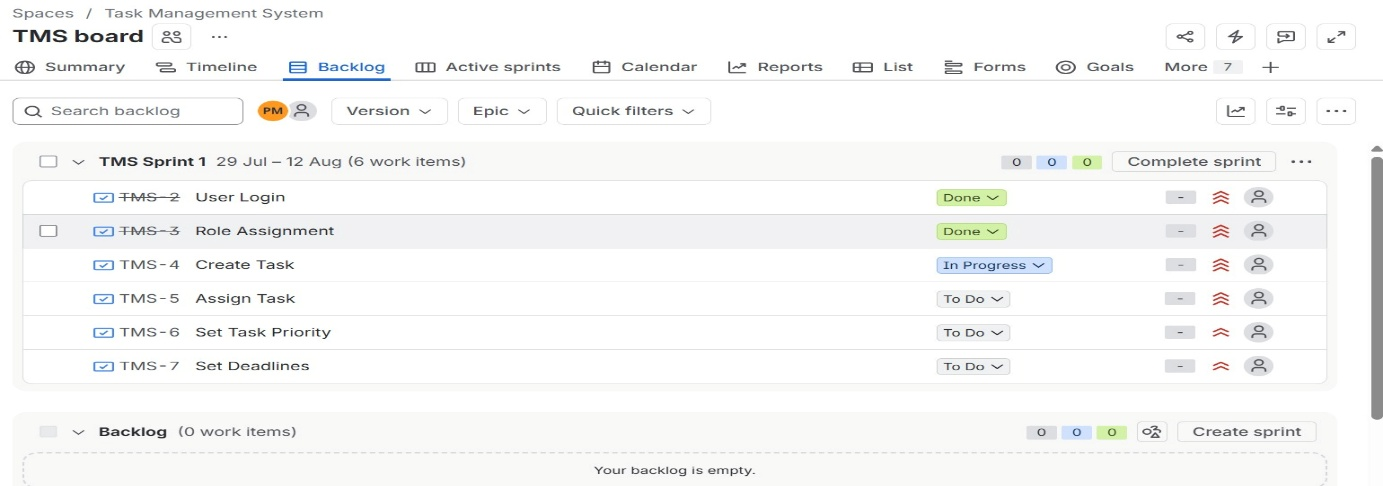 Spaces / Task Management System
TMS board ...
Summary Timeline Backlog Active sprints Calendar Reports List Forms Goals More 7 +
Search backlog PM Version Epic Quick filters ...
TMS Sprint 1 29 Jul – 12 Aug (6 work items) 0 0 0 Complete sprint ...
TMS-2 User Login Done -
TMS-3 Role Assignment Done -
TMS-4 Create Task In Progress -
TMS-5 Assign Task To Do -
TMS-6 Set Task Priority To Do -
TMS-7 Set Deadlines To Do -
Backlog (0 work items) 0 0 0 Create sprint
Your backlog is empty.